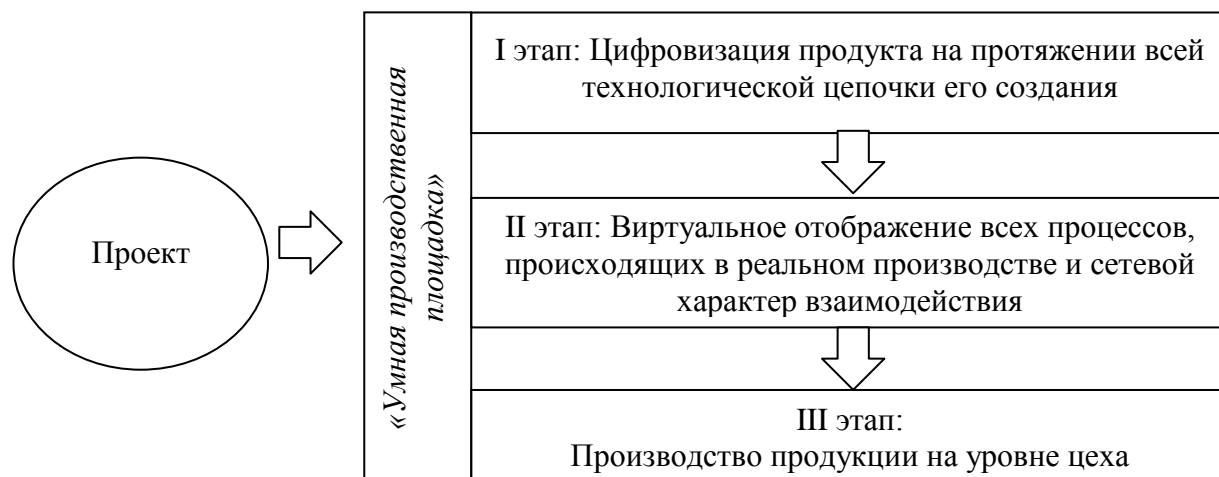 Проект
«Умная производственная
площадка»
I этап: Цифровизация продукта на протяжении всей
технологической цепочки его создания
II этап: Виртуальное отображение всех процессов,
происходящих в реальном производстве и сетевой
характер взаимодействия
III этап:
Производство продукции на уровне цеха